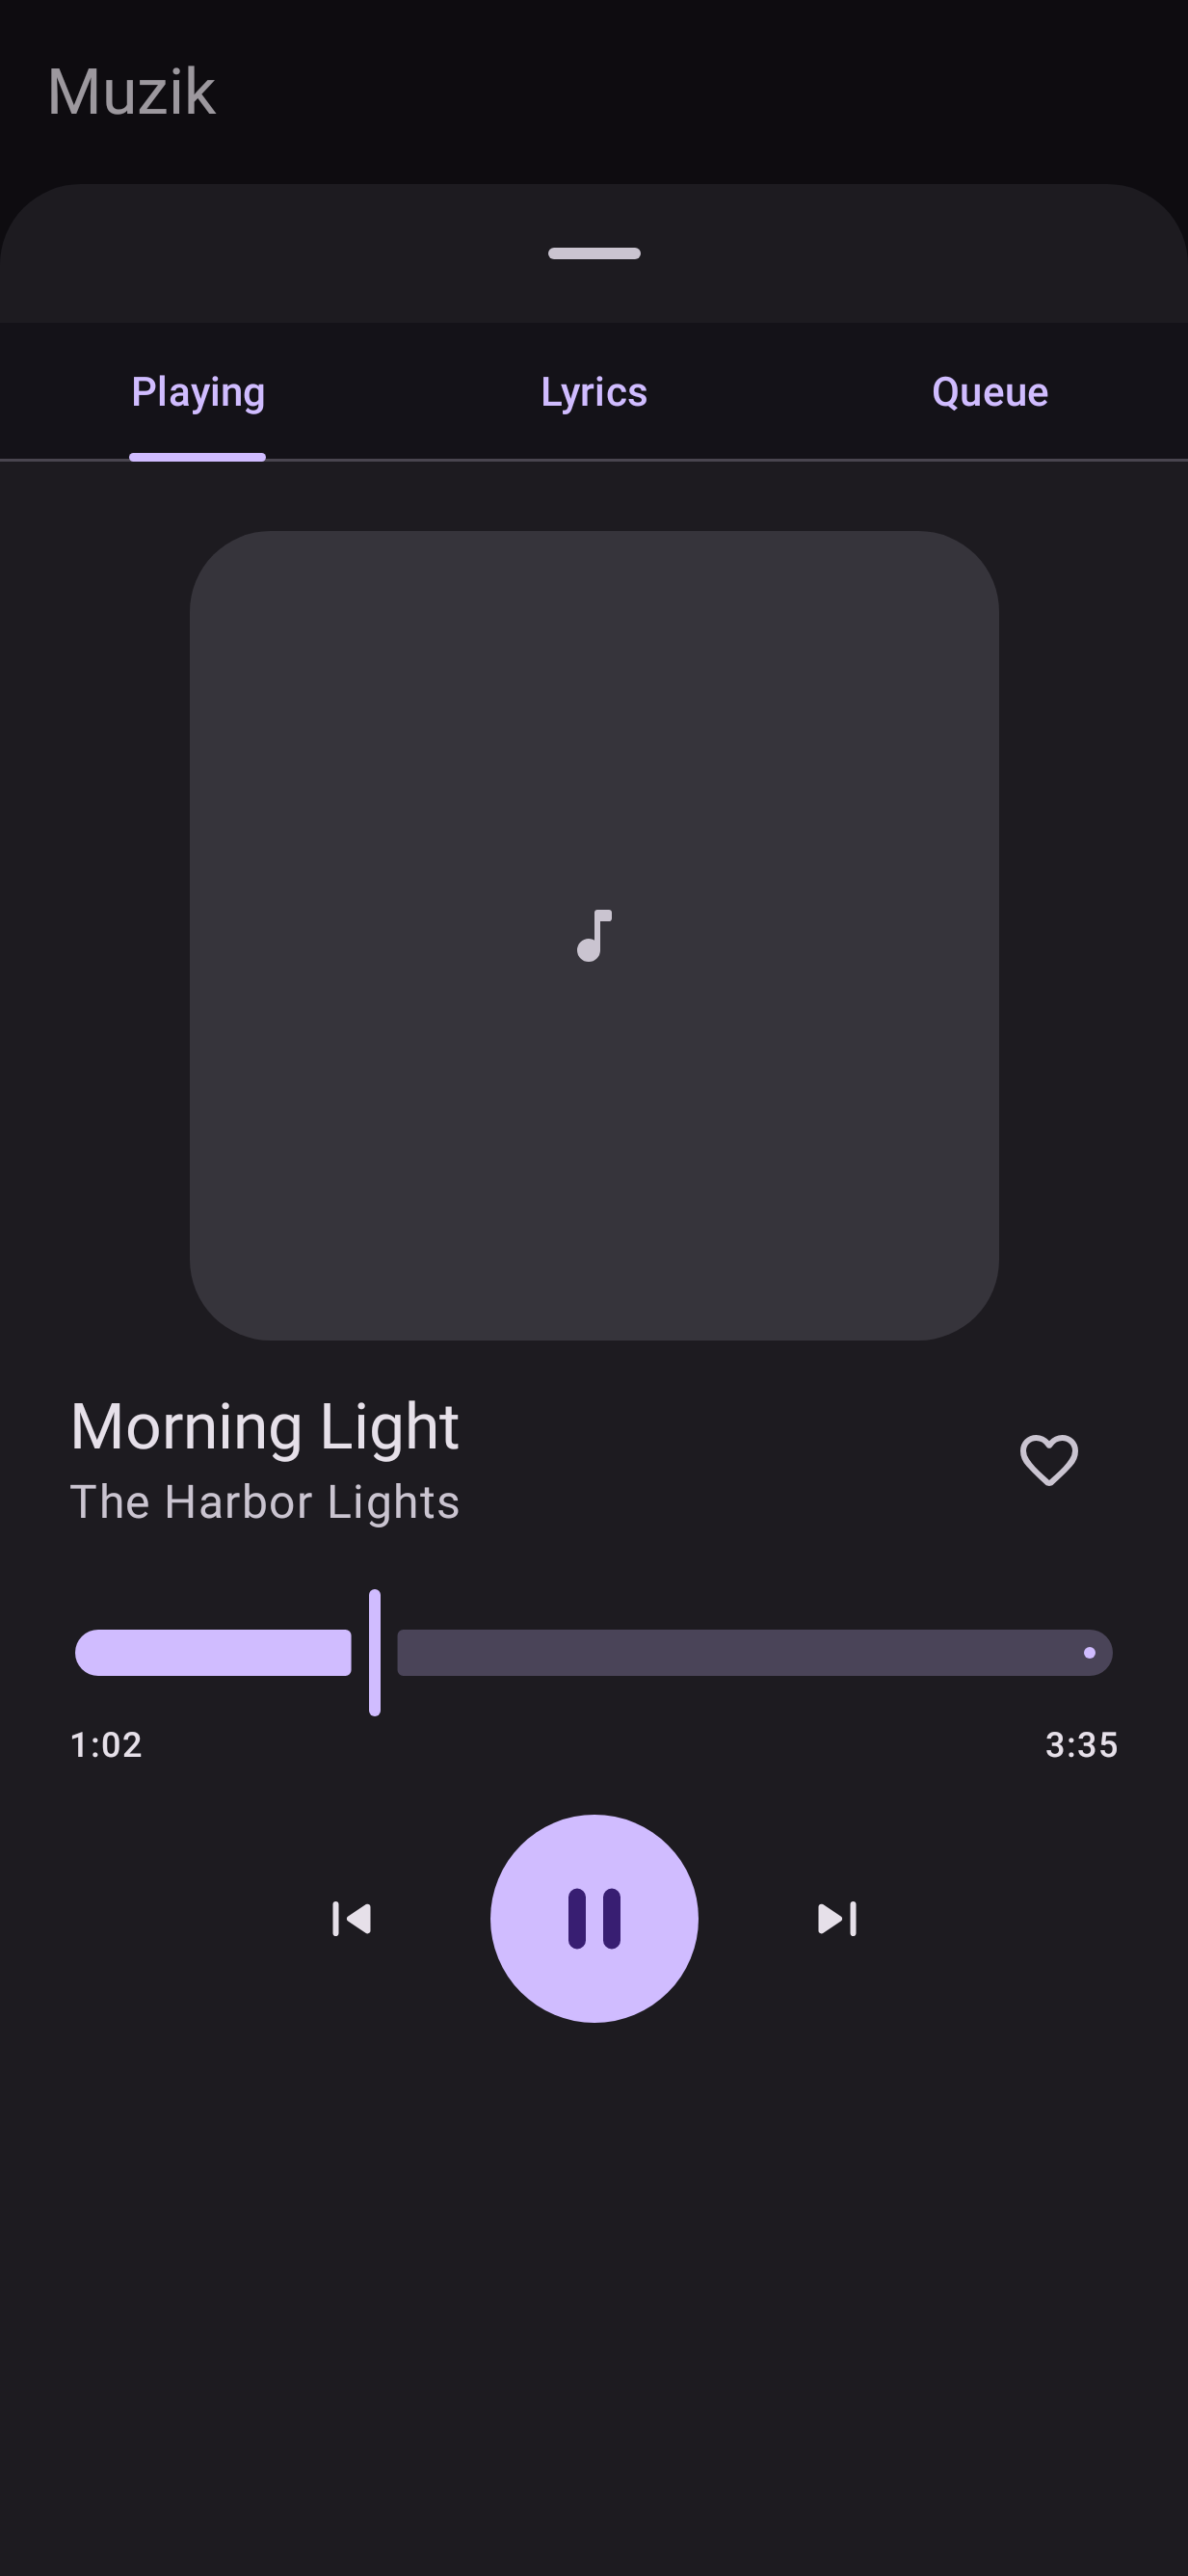 Muzik
Playing
Lyrics
Queue
Morning Light
The Harbor Lights
1:02
3:35